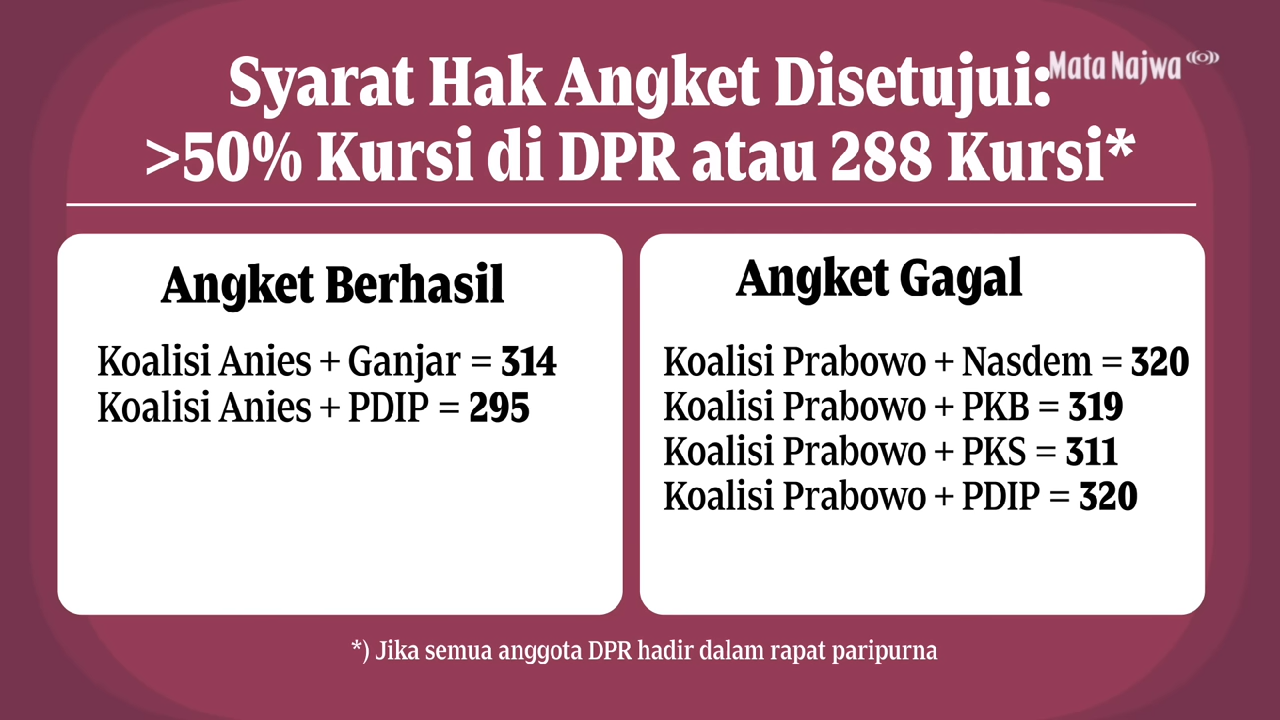 Syarat Hak Angket Disetujui:
Mata Najwa
>50% Kursi di DPR atau 288 Kursi*
Angket Berhasil
Koalisi Anies + Ganjar = 314
Koalisi Anies + PDIP = 295
Angket Gagal
Koalisi Prabowo + Nasdem = 320
Koalisi Prabowo + PKB = 319
Koalisi Prabowo + PKS = 311
Koalisi Prabowo + PDIP = 320
*) Jika semua anggota DPR hadir dalam rapat paripurna